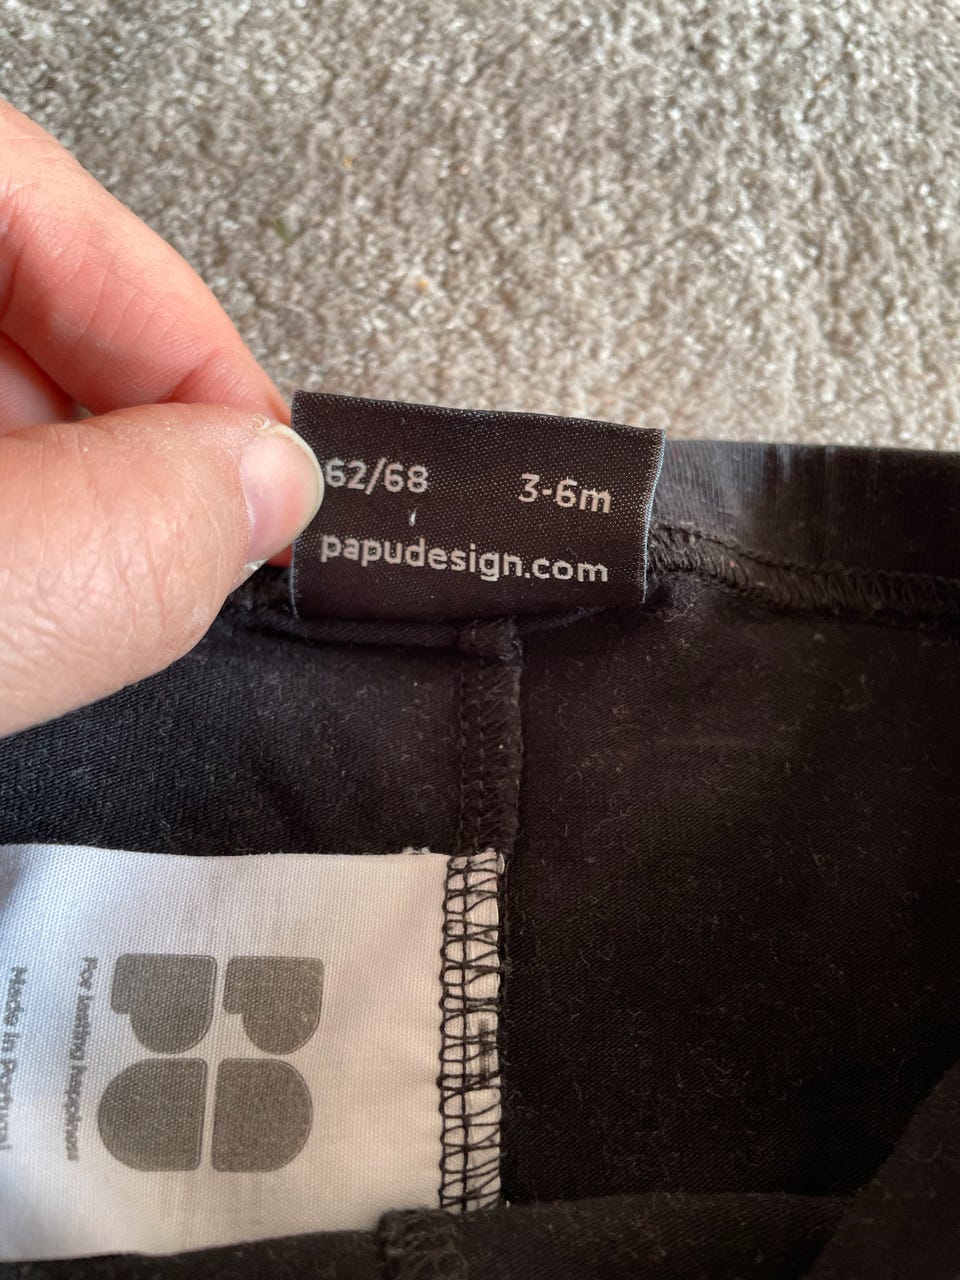 62/68 3-6m
papudesign.com
For lasting happiness
Made in Portugal